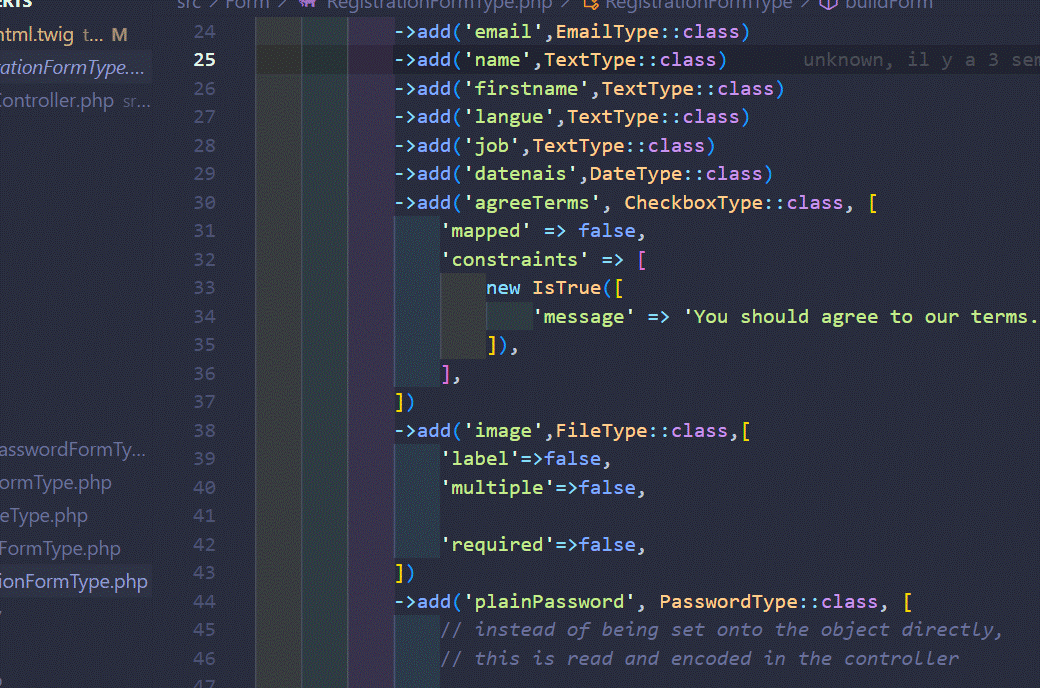 src > Form > RegistrationFormType.php > RegistrationFormType > buildForm
html.twig t... M
rationFormType....
Controller.php sr...
asswordFormTy...
ormType.php
eType.php
FormType.php
ionFormType.php
24 ->add('email',EmailType::class)
25 ->add('name',TextType::class) unknown, il y a 3 sem
26 ->add('firstname',TextType::class)
27 ->add('langue',TextType::class)
28 ->add('job',TextType::class)
29 ->add('datenais',DateType::class)
30 ->add('agreeTerms', CheckboxType::class, [
31 'mapped' => false,
32 'constraints' => [
33 new IsTrue([
34 'message' => 'You should agree to our terms.
35 ]),
36 ],
37 ])
38 ->add('image',FileType::class,[
39 'label'=>false,
40 'multiple'=>false,
41
42 'required'=>false,
43 ])
44 ->add('plainPassword', PasswordType::class, [
45 // instead of being set onto the object directly,
46 // this is read and encoded in the controller
47